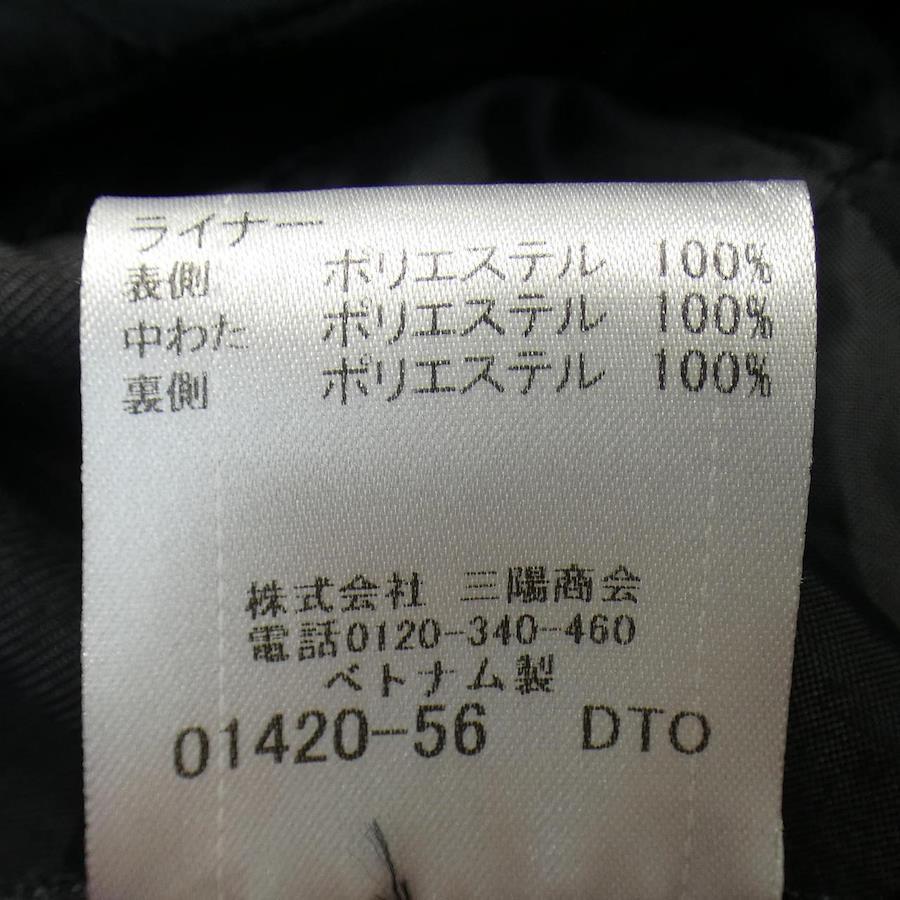 ライナー
表側 ポリエステル 100%
中わた ポリエステル 100%
裏側 ポリエステル 100%
株式会社 三陽商会
電話0120-340-460
ベトナム製
01420-56 DTO